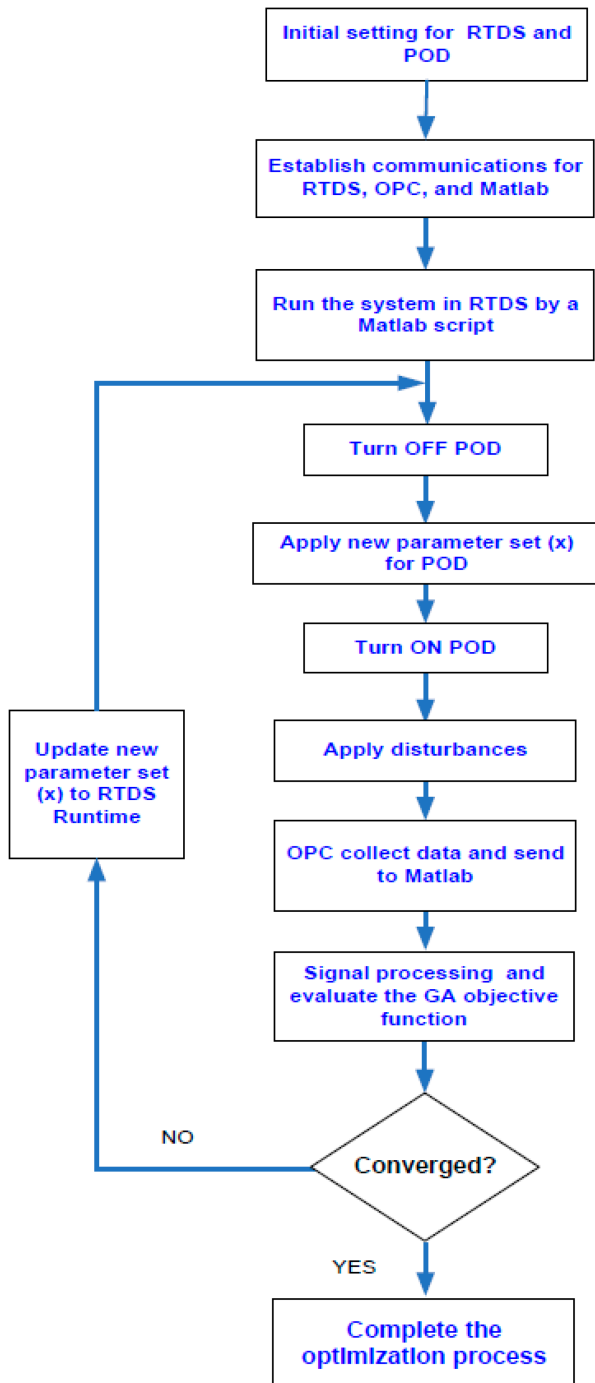 Initial setting for RTDS and
POD
Establish communications for
RTDS, OPC, and Matlab
Run the system in RTDS by a
Matlab script
Turn OFF POD
Apply new parameter set (x)
for POD
Turn ON POD
Update new
parameter set
(x) to RTDS
Runtime
Apply disturbances
OPC collect data and send
to Matlab
Signal processing and
evaluate the GA objective
function
NO
Converged?
YES
Complete the
optimization process